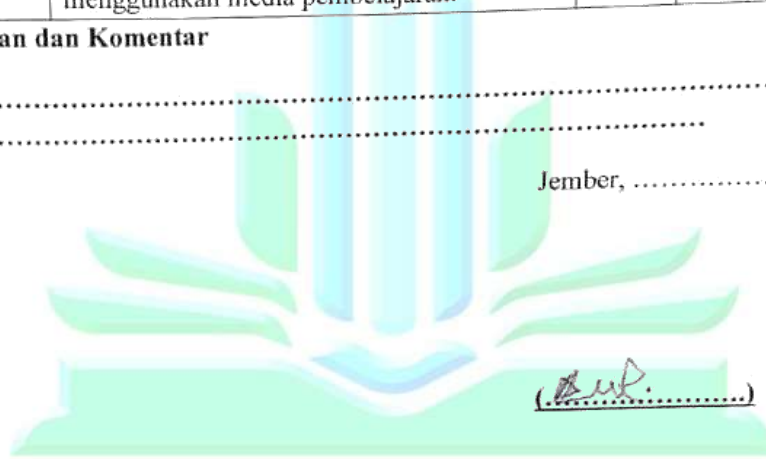 menggunakan media pembelajaran.
an dan Komentar
........................................................................
........................................................................
Jember, ...............
(........................)